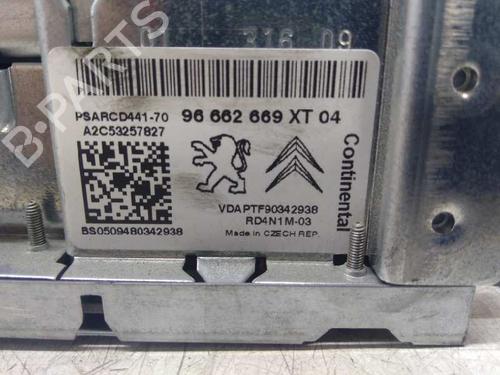 316 09
PSARCD441-70 96 662 669 XT 04
A2C53257827
Continental
VDAPTF90342938
RD4N1M-03
BS0509480342938 Made in CZECH REP.
B-Parts